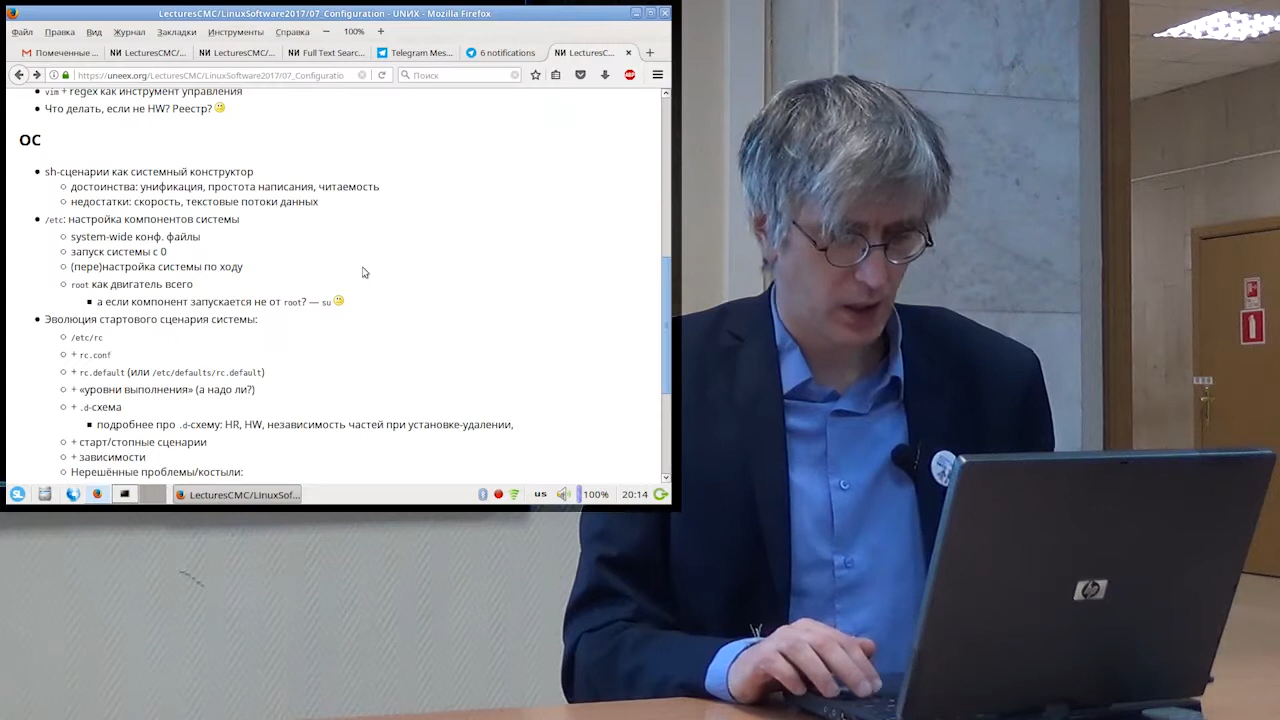 LecturesCMC/LinuxSoftware2017/07_Configuration - UNИX - Mozilla Firefox
Файл Правка Вид Журнал Закладки Инструменты Справка − 100% +
Помеченные ... LecturesCMC/... LecturesCMC/... Full Text Searc... Telegram Mes... 6 notifications LecturesC...
https://uneex.org/LecturesCMC/LinuxSoftware2017/07_Configuratio Поиск
vim + regex как инструмент управления
Что делать, если не HW? Реестр?
ОС
sh-сценарии как системный конструктор
достоинства: унификация, простота написания, читаемость
недостатки: скорость, текстовые потоки данных
/etc: настройка компонентов системы
system-wide конф. файлы
запуск системы с 0
(пере)настройка системы по ходу
root как двигатель всего
а если компонент запускается не от root? — su
Эволюция стартового сценария системы:
/etc/rc
+ rc.conf
+ rc.default (или /etc/defaults/rc.default)
+ «уровни выполнения» (а надо ли?)
+ .d-схема
подробнее про .d-схему: HR, HW, независимость частей при установке-удалении,
+ старт/стопные сценарии
+ зависимости
Нерешённые проблемы/костыли:
LecturesCMC/LinuxSof... us 100% 20:14
hp